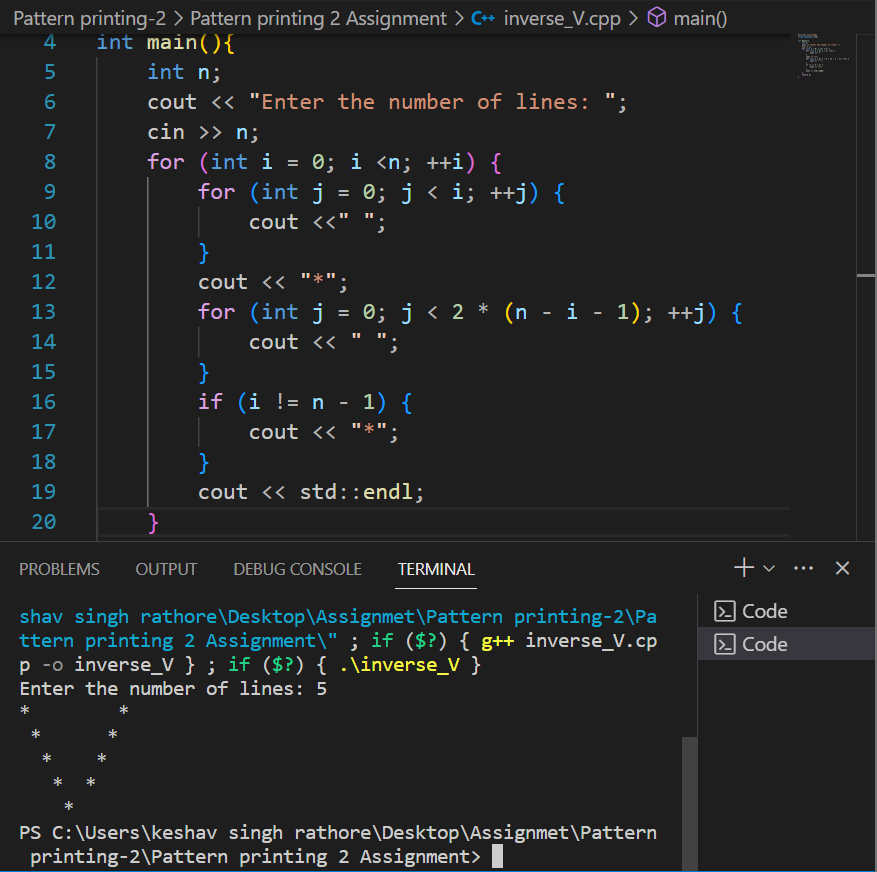 Pattern printing-2 > Pattern printing 2 Assignment > C++ inverse_V.cpp > main()
4 int main(){
5     int n;
6     cout << "Enter the number of lines: ";
7     cin >> n;
8     for (int i = 0; i <n; ++i) {
9         for (int j = 0; j < i; ++j) {
10             cout <<" ";
11         }
12         cout << "*";
13         for (int j = 0; j < 2 * (n - i - 1); ++j) {
14             cout << " ";
15         }
16         if (i != n - 1) {
17             cout << "*";
18         }
19         cout << std::endl;
20     }
PROBLEMS OUTPUT DEBUG CONSOLE TERMINAL
shav singh rathore\Desktop\Assignmet\Pattern printing-2\Pa
ttern printing 2 Assignment\" ; if ($?) { g++ inverse_V.cp
p -o inverse_V } ; if ($?) { .\inverse_V }
Enter the number of lines: 5
*        *
 *      *
  *    *
   *  *
    *
PS C:\Users\keshav singh rathore\Desktop\Assignmet\Pattern
 printing-2\Pattern printing 2 Assignment>
Code
Code